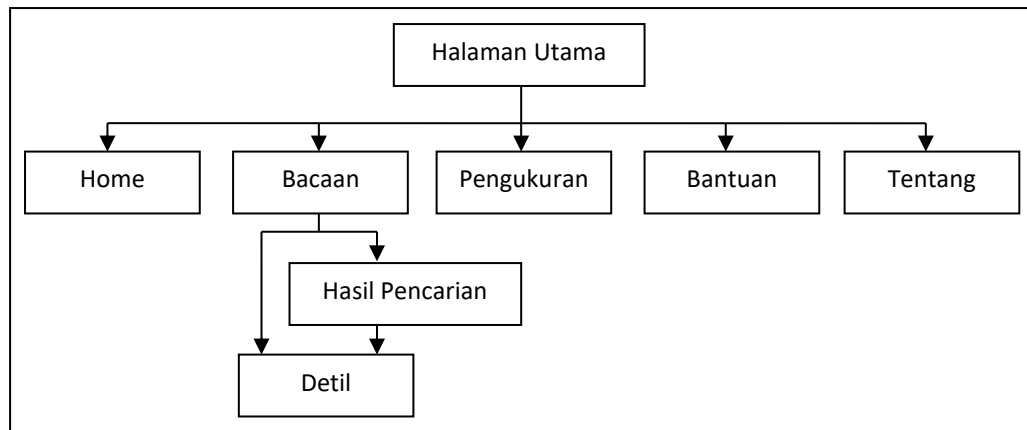 Halaman Utama
Home
Bacaan
Pengukuran
Bantuan
Tentang
Hasil Pencarian
Detil